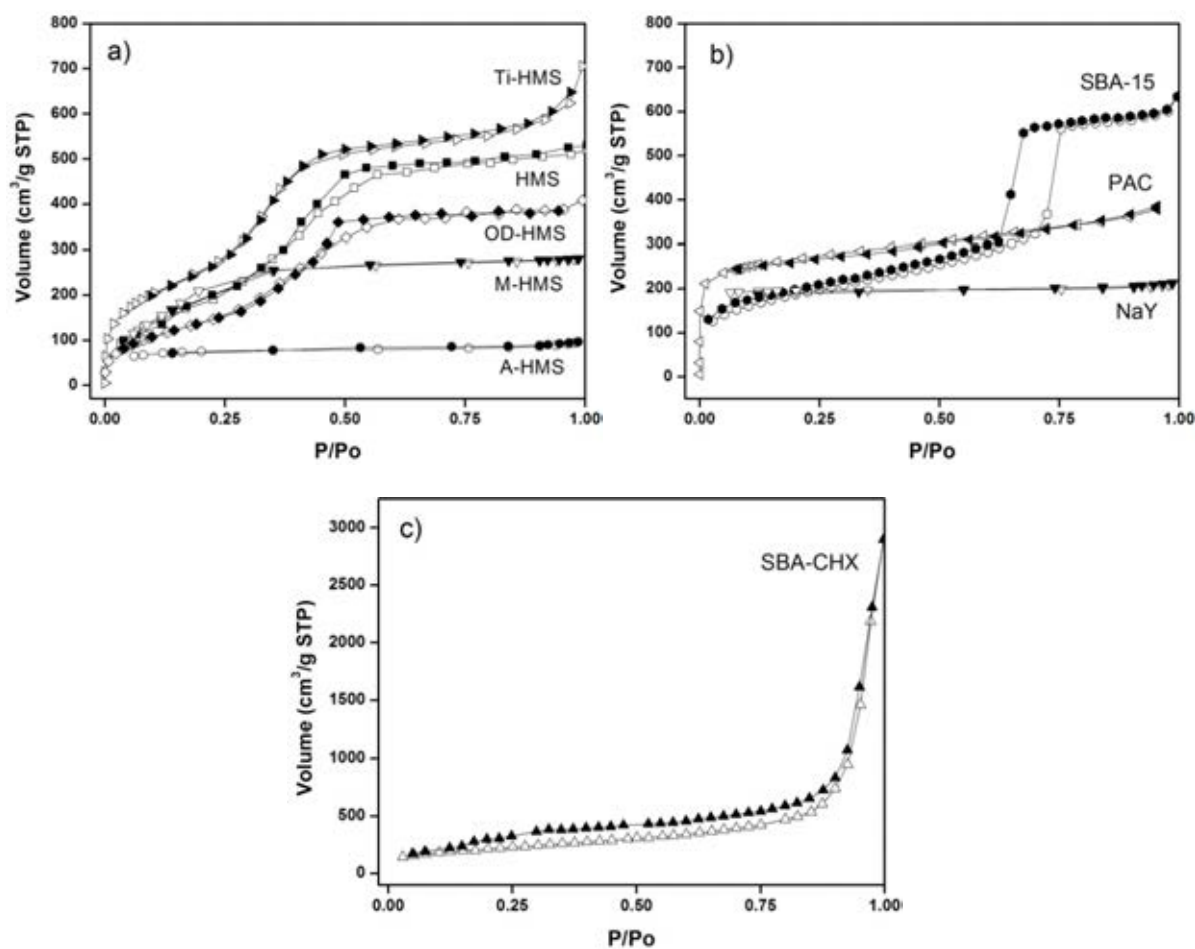 a)
800
700
600
500
400
300
200
100
0
Volume (cm³/g STP)
Ti-HMS
HMS
OD-HMS
M-HMS
A-HMS
0.00 0.25 0.50 0.75 1.00
P/Po
b)
800
700
600
500
400
300
200
100
0
Volume (cm³/g STP)
SBA-15
PAC
NaY
0.00 0.25 0.50 0.75 1.00
P/Po
c)
3000
2500
2000
1500
1000
500
0
Volume (cm³/g STP)
SBA-CHX
0.00 0.25 0.50 0.75 1.00
P/Po